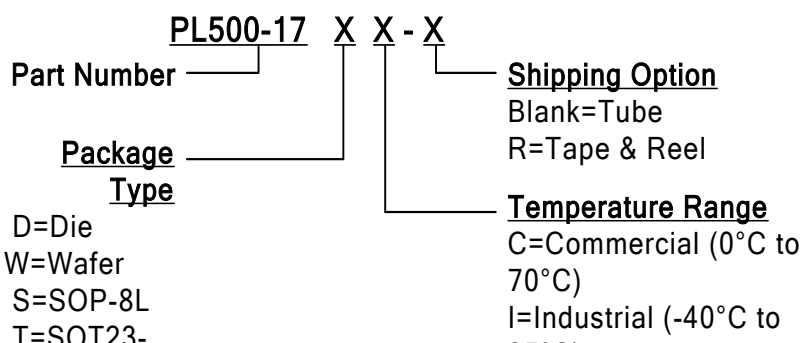 PL500-17 X X - X
Part Number
Shipping Option
Blank=Tube
R=Tape & Reel
Package
Type
D=Die
W=Wafer
S=SOP-8L
T=SOT23-
Temperature Range
C=Commercial (0°C to
70°C)
I=Industrial (-40°C to